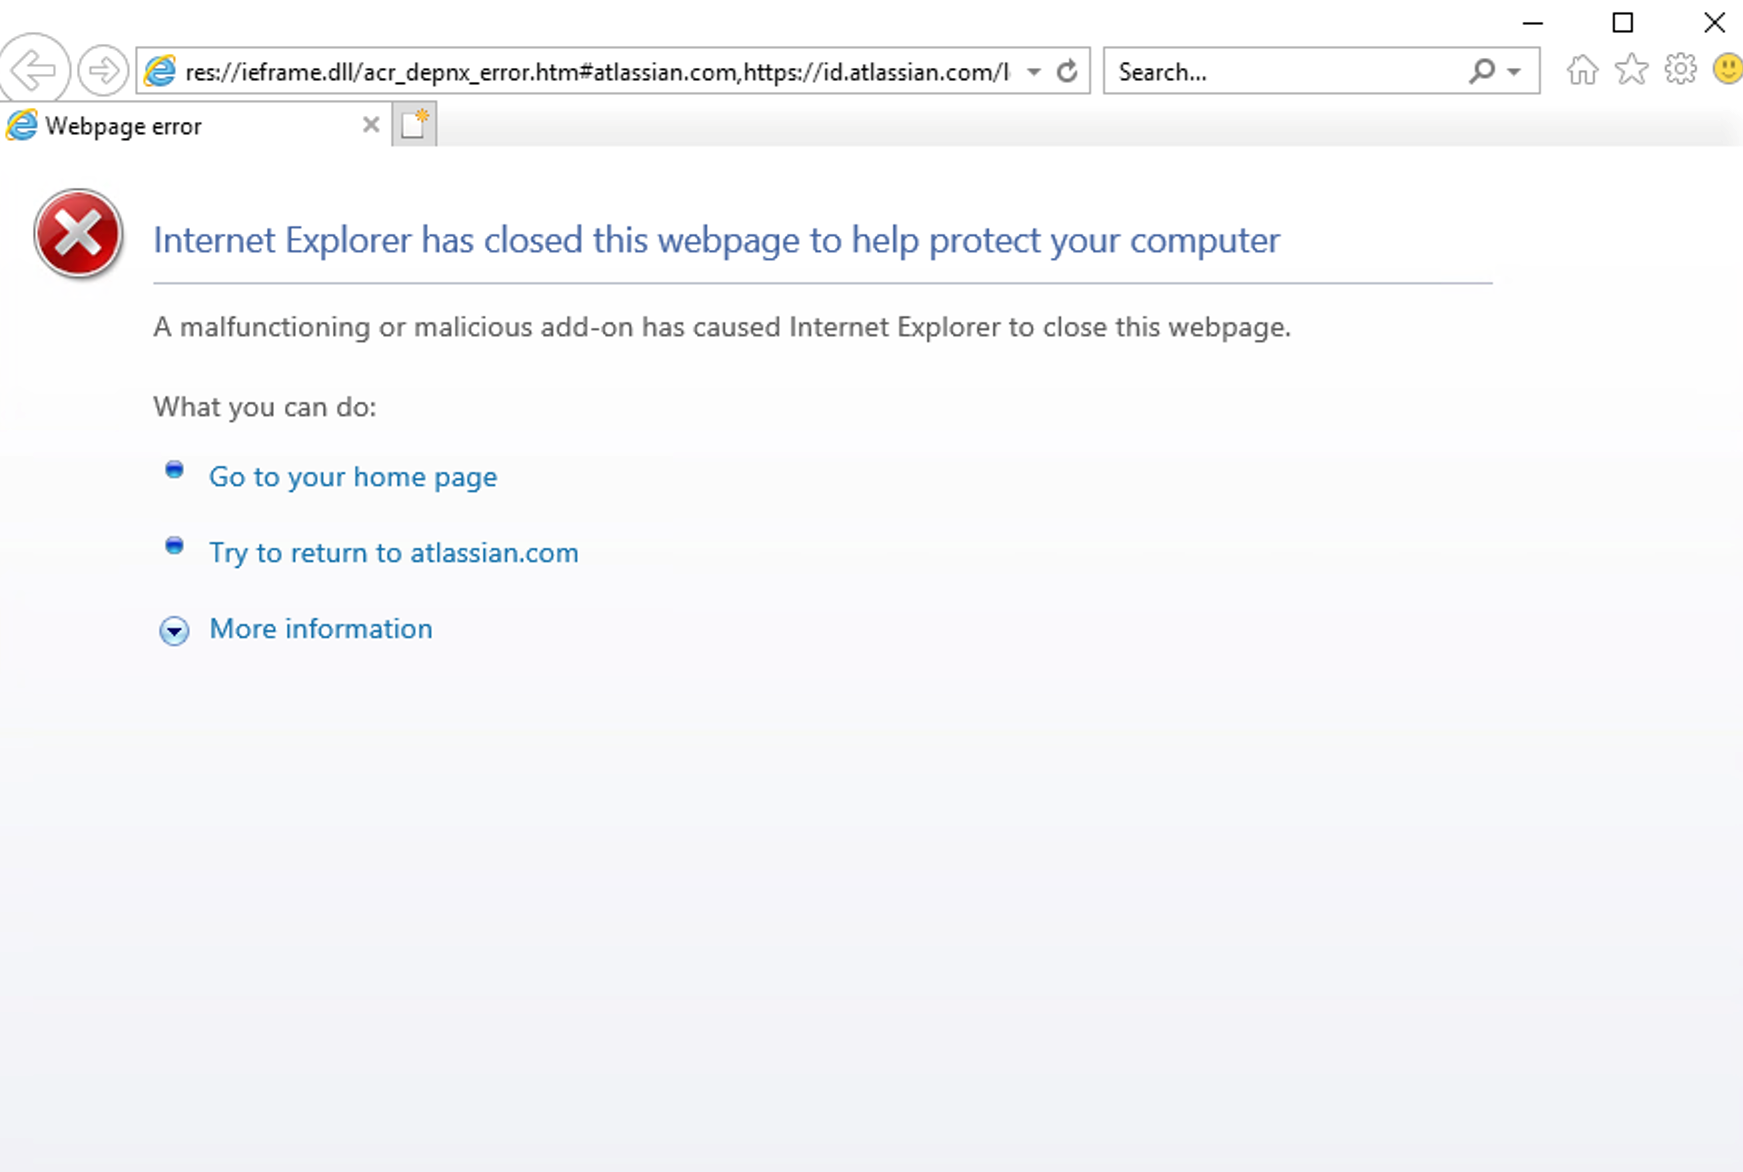 res://ieframe.dll/acr_depnx_error.htm#atlassian.com,https://id.atlassian.com/l
Search...
Webpage error
Internet Explorer has closed this webpage to help protect your computer
A malfunctioning or malicious add-on has caused Internet Explorer to close this webpage.
What you can do:
Go to your home page
Try to return to atlassian.com
More information